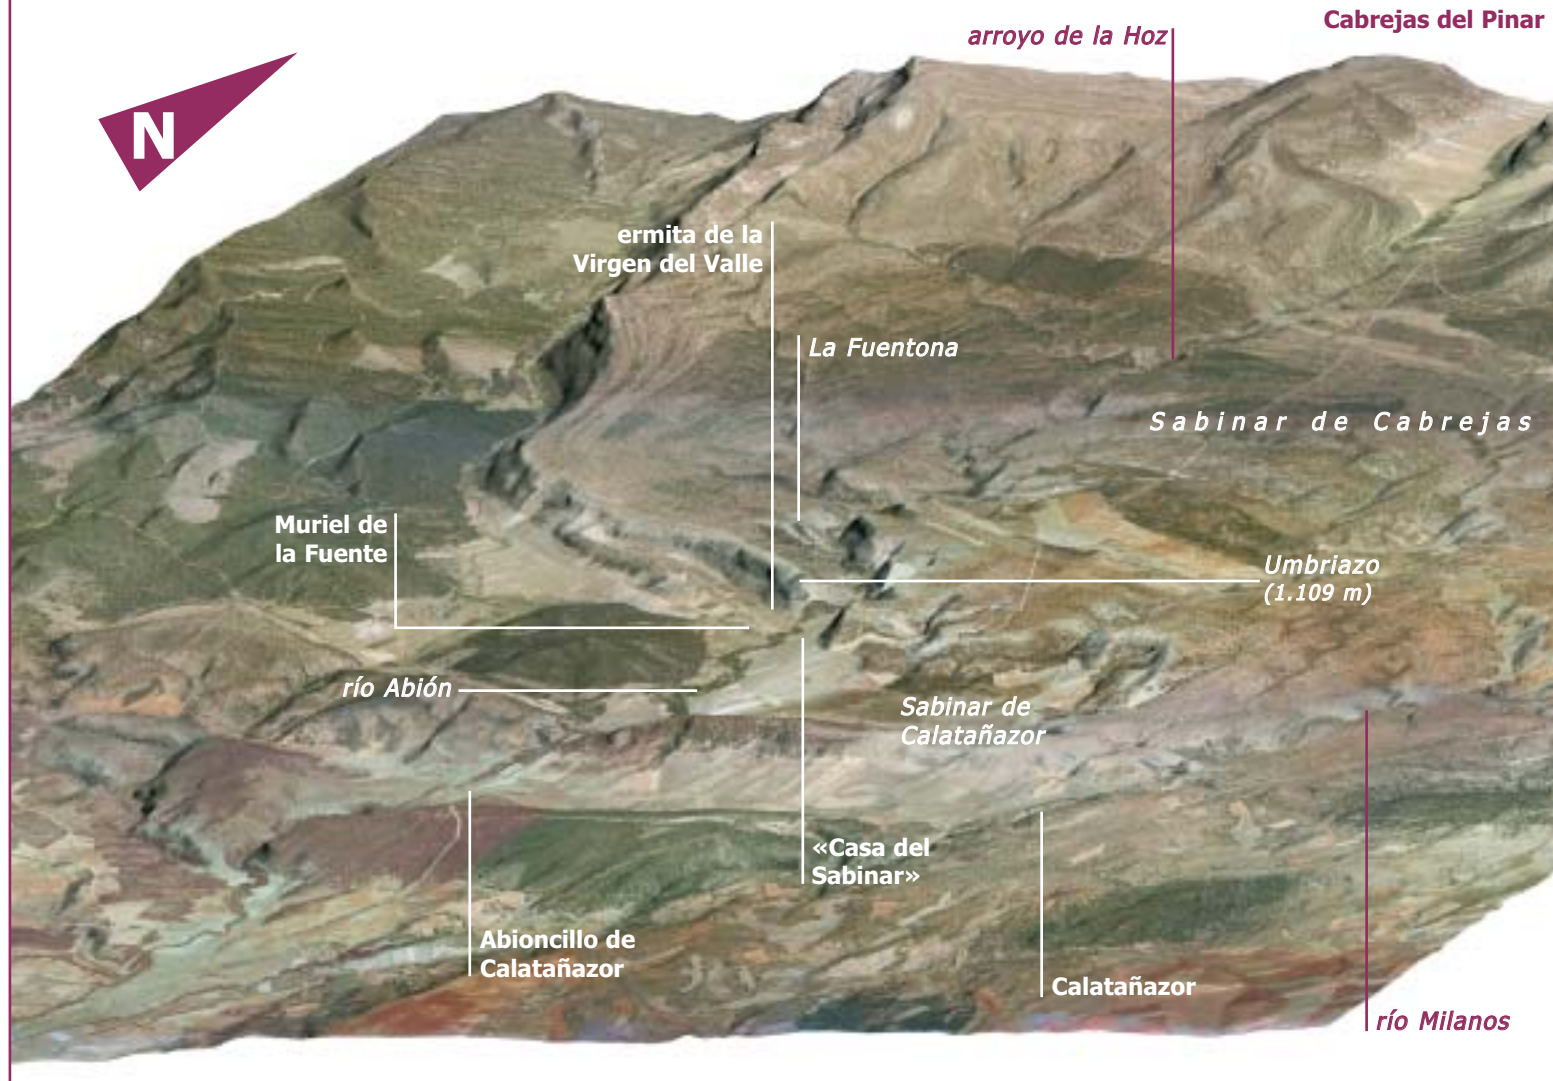 Cabrejas del Pinar
arroyo de la Hoz
N
ermita de la
Virgen del Valle
La Fuentona
Sabinar de Cabrejas
Muriel de
la Fuente
Umbriazo
(1.109 m)
río Abión
Sabinar de
Calatañazor
«Casa del
Sabinar»
Abioncillo de
Calatañazor
Calatañazor
río Milanos